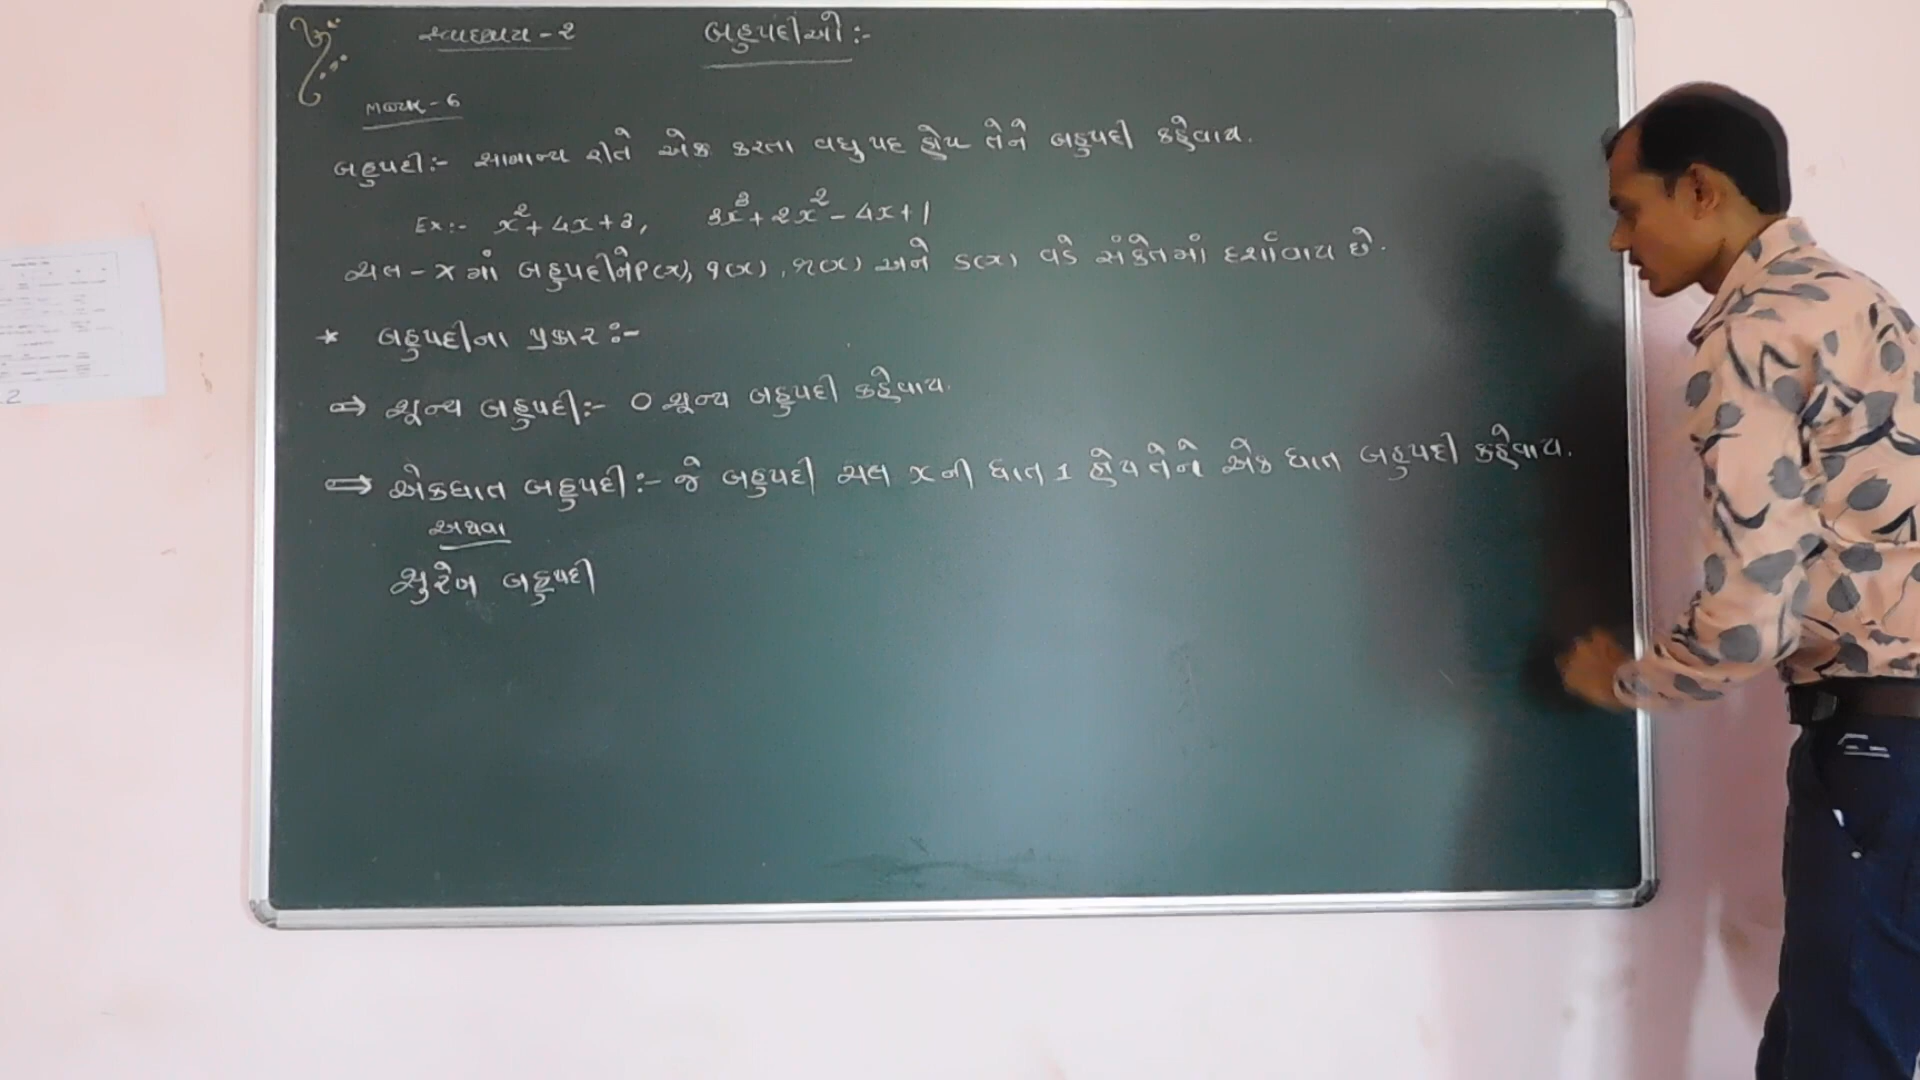 સ્વાધ્યાય - ૨ બહુપદીઓ :-
માર્ક્સ - 6
બહુપદી :- સામાન્ય રીતે એક કરતા વધુ પદ હોય તેને બહુપદી કહેવાય.
Ex:- x² + 4x + 3, 3x³ + 2x² - 4x + 1
ચલ - x માં બહુપદીને P(x), q(x), r(x) અને S(x) વડે સંકેતમાં દર્શાવાય છે.
* બહુપદીના પ્રકાર :-
⇒ શૂન્ય બહુપદી :- 0 શૂન્ય બહુપદી કહેવાય.
⇒ એકઘાત બહુપદી :- જે બહુપદી ચલ x ની ઘાત 1 હોય તેને એક ઘાત બહુપદી કહેવાય.
અથવા
સુરેખ બહુપદી